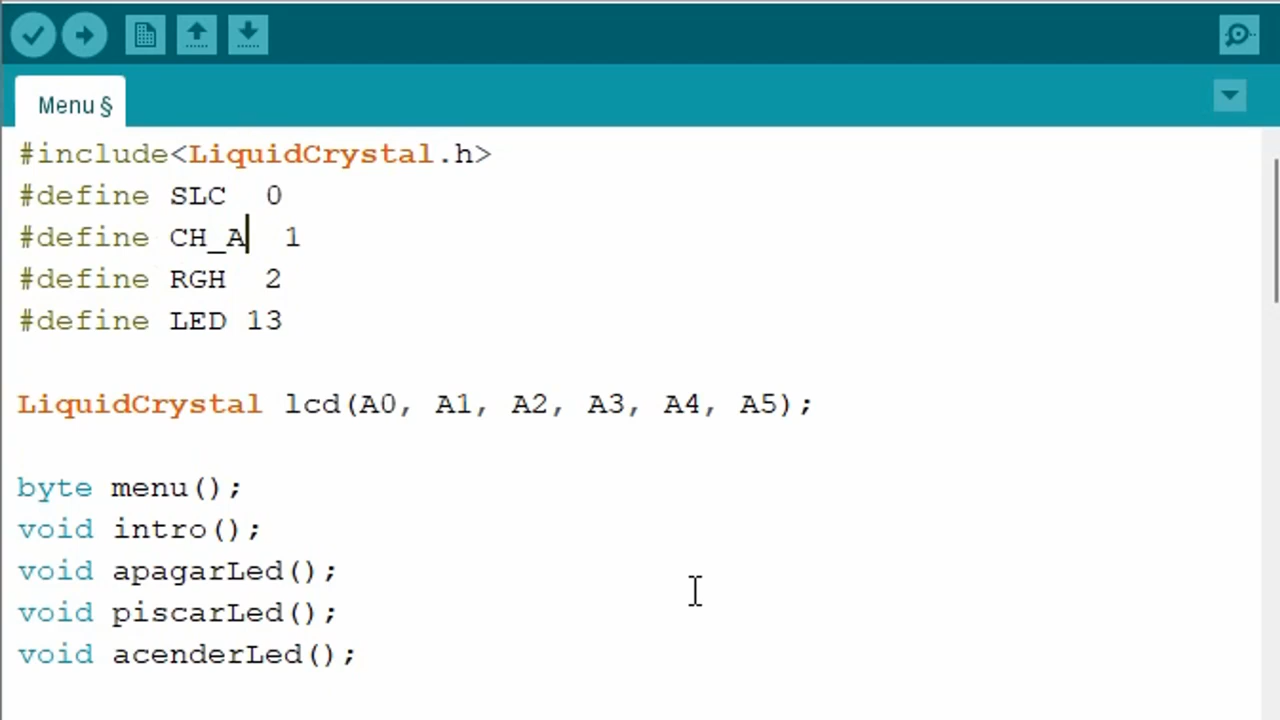 Menu §
#include<LiquidCrystal.h>
#define SLC  0
#define CH_A  1
#define RGH  2
#define LED 13
LiquidCrystal lcd(A0, A1, A2, A3, A4, A5);
byte menu();
void intro();
void apagarLed();
void piscarLed();
void acenderLed();